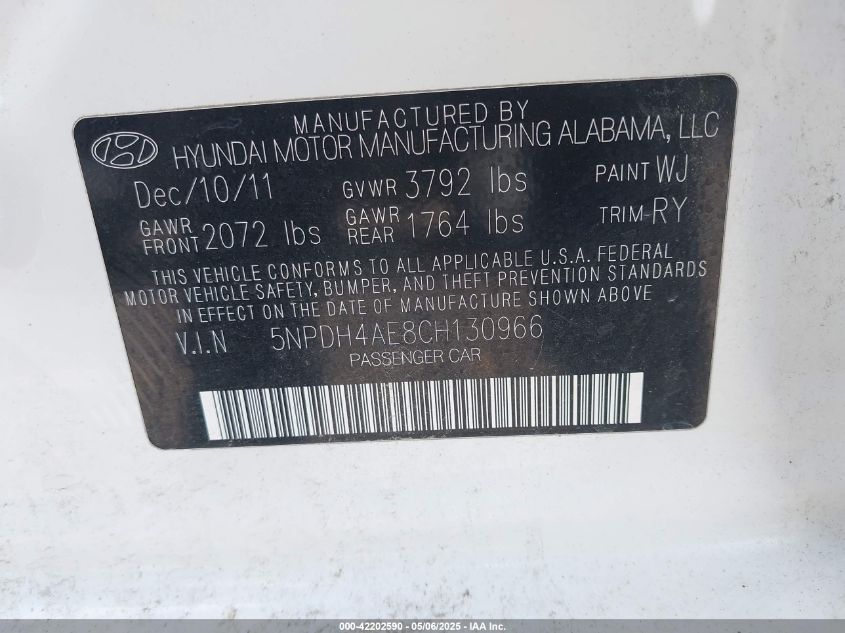 MANUFACTURED BY
HYUNDAI MOTOR MANUFACTURING ALABAMA, LLC
Dec/10/11 GVWR 3792 lbs PAINT WJ
GAWR FRONT 2072 lbs GAWR REAR 1764 lbs TRIM RY
THIS VEHICLE CONFORMS TO ALL APPLICABLE U.S.A. FEDERAL
MOTOR VEHICLE SAFETY, BUMPER, AND THEFT PREVENTION STANDARDS
IN EFFECT ON THE DATE OF MANUFACTURE SHOWN ABOVE
V.I.N 5NPDH4AE8CH130966
PASSENGER CAR
000-42202590 - 05/06/2025 - IAA Inc.